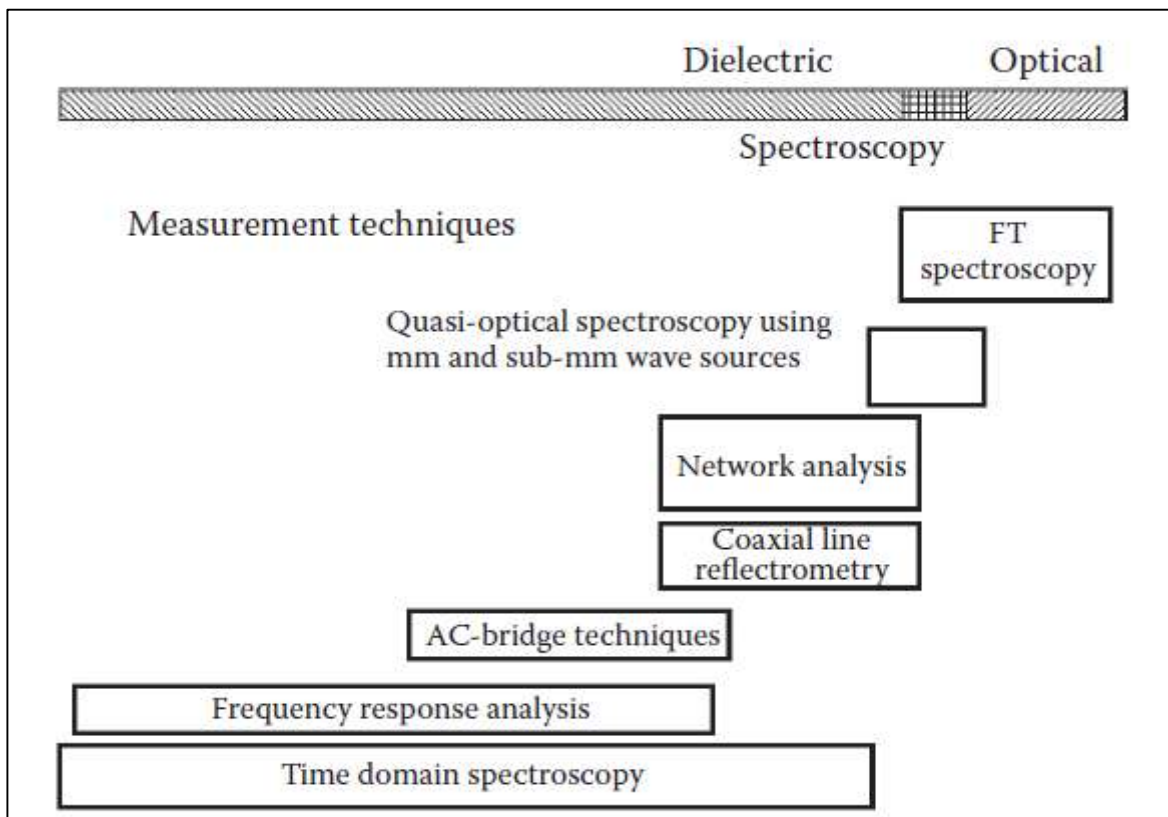 Dielectric Optical
Spectroscopy
Measurement techniques
FT
spectroscopy
Quasi-optical spectroscopy using
mm and sub-mm wave sources
Network analysis
Coaxial line
reflectrometry
AC-bridge techniques
Frequency response analysis
Time domain spectroscopy